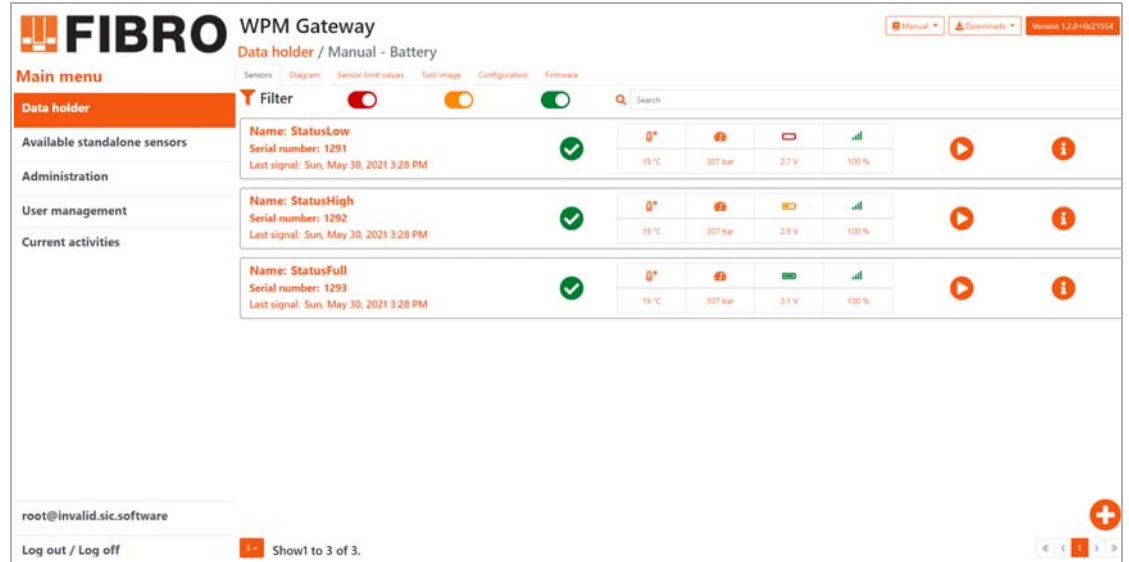 FIBRO
WPM Gateway
Manual
Downloads
Version 1.2.0+0c21554
Data holder / Manual - Battery
Main menu
Sensors Diagram Sensor limit values Tool image Configuration Firmware
Data holder
Filter
Search
Available standalone sensors
Administration
User management
Current activities
Name: StatusLow
Serial number: 1291
Last signal: Sun, May 30, 2021 3:28 PM
19 °C 307 bar 2.7 V 100 %
Name: StatusHigh
Serial number: 1292
Last signal: Sun, May 30, 2021 3:28 PM
19 °C 307 bar 2.9 V 100 %
Name: StatusFull
Serial number: 1293
Last signal: Sun, May 30, 2021 3:28 PM
19 °C 307 bar 3.1 V 100 %
root@invalid.sic.software
Log out / Log off
5 Show1 to 3 of 3.
« ‹ 1 › »